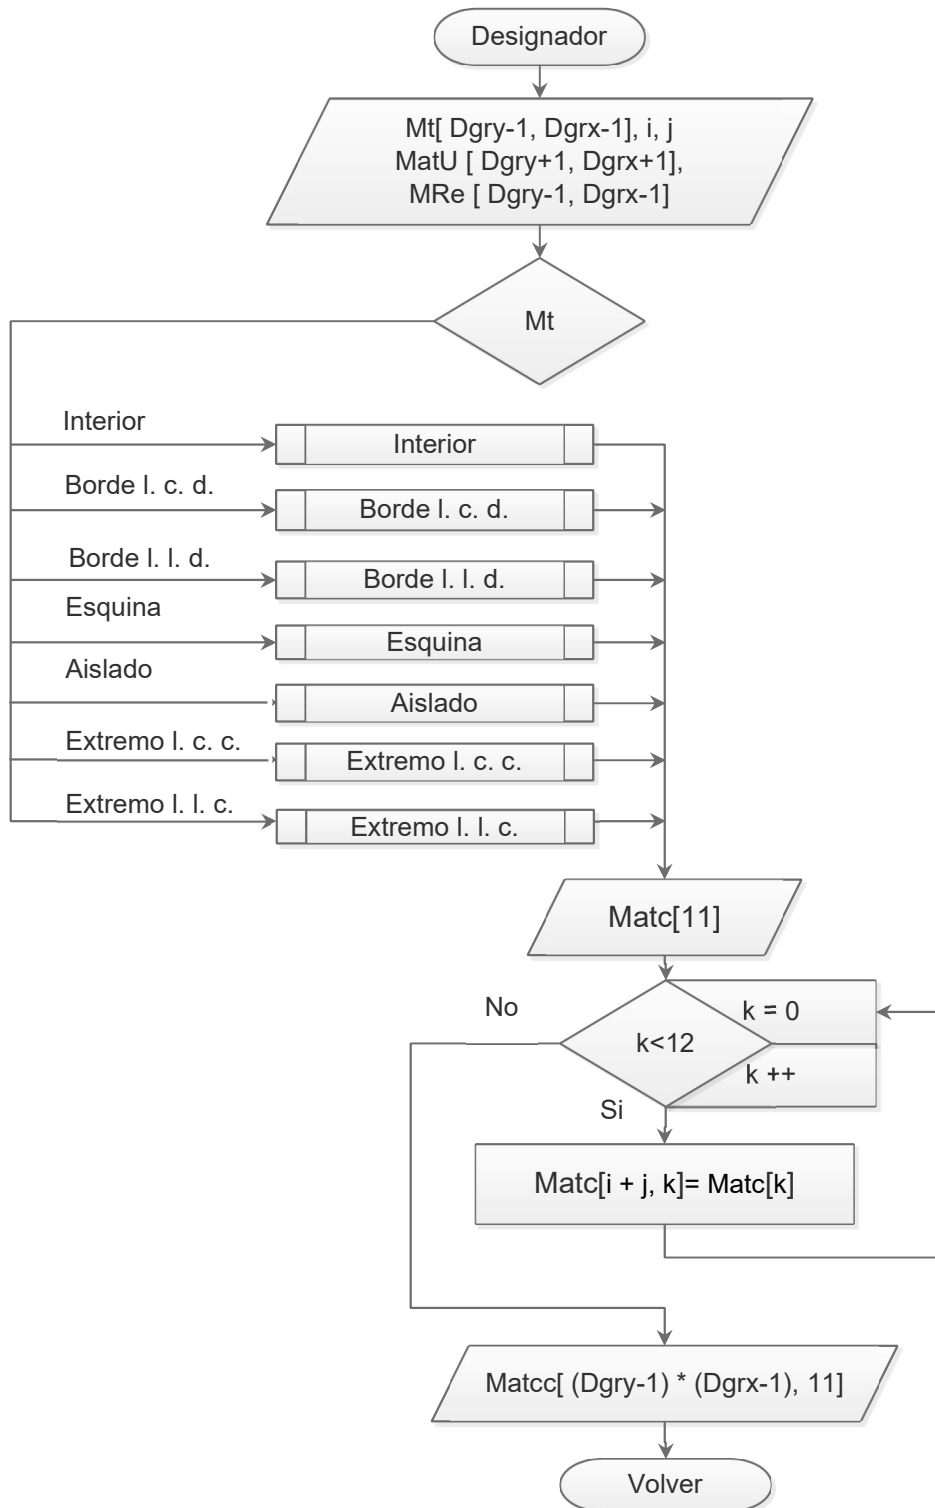 Designador
Mt[ Dgry-1, Dgrx-1], i, j
MatU [ Dgry+1, Dgrx+1],
MRe [ Dgry-1, Dgrx-1]
Mt
Interior
Interior
Borde l. c. d.
Borde l. c. d.
Borde l. l. d.
Borde l. l. d.
Esquina
Esquina
Aislado
Aislado
Extremo l. c. c.
Extremo l. c. c.
Extremo l. l. c.
Extremo l. l. c.
Matc[11]
No
k = 0
k<12
k ++
Si
Matc[i + j, k]= Matc[k]
Matcc[ (Dgry-1) * (Dgrx-1), 11]
Volver